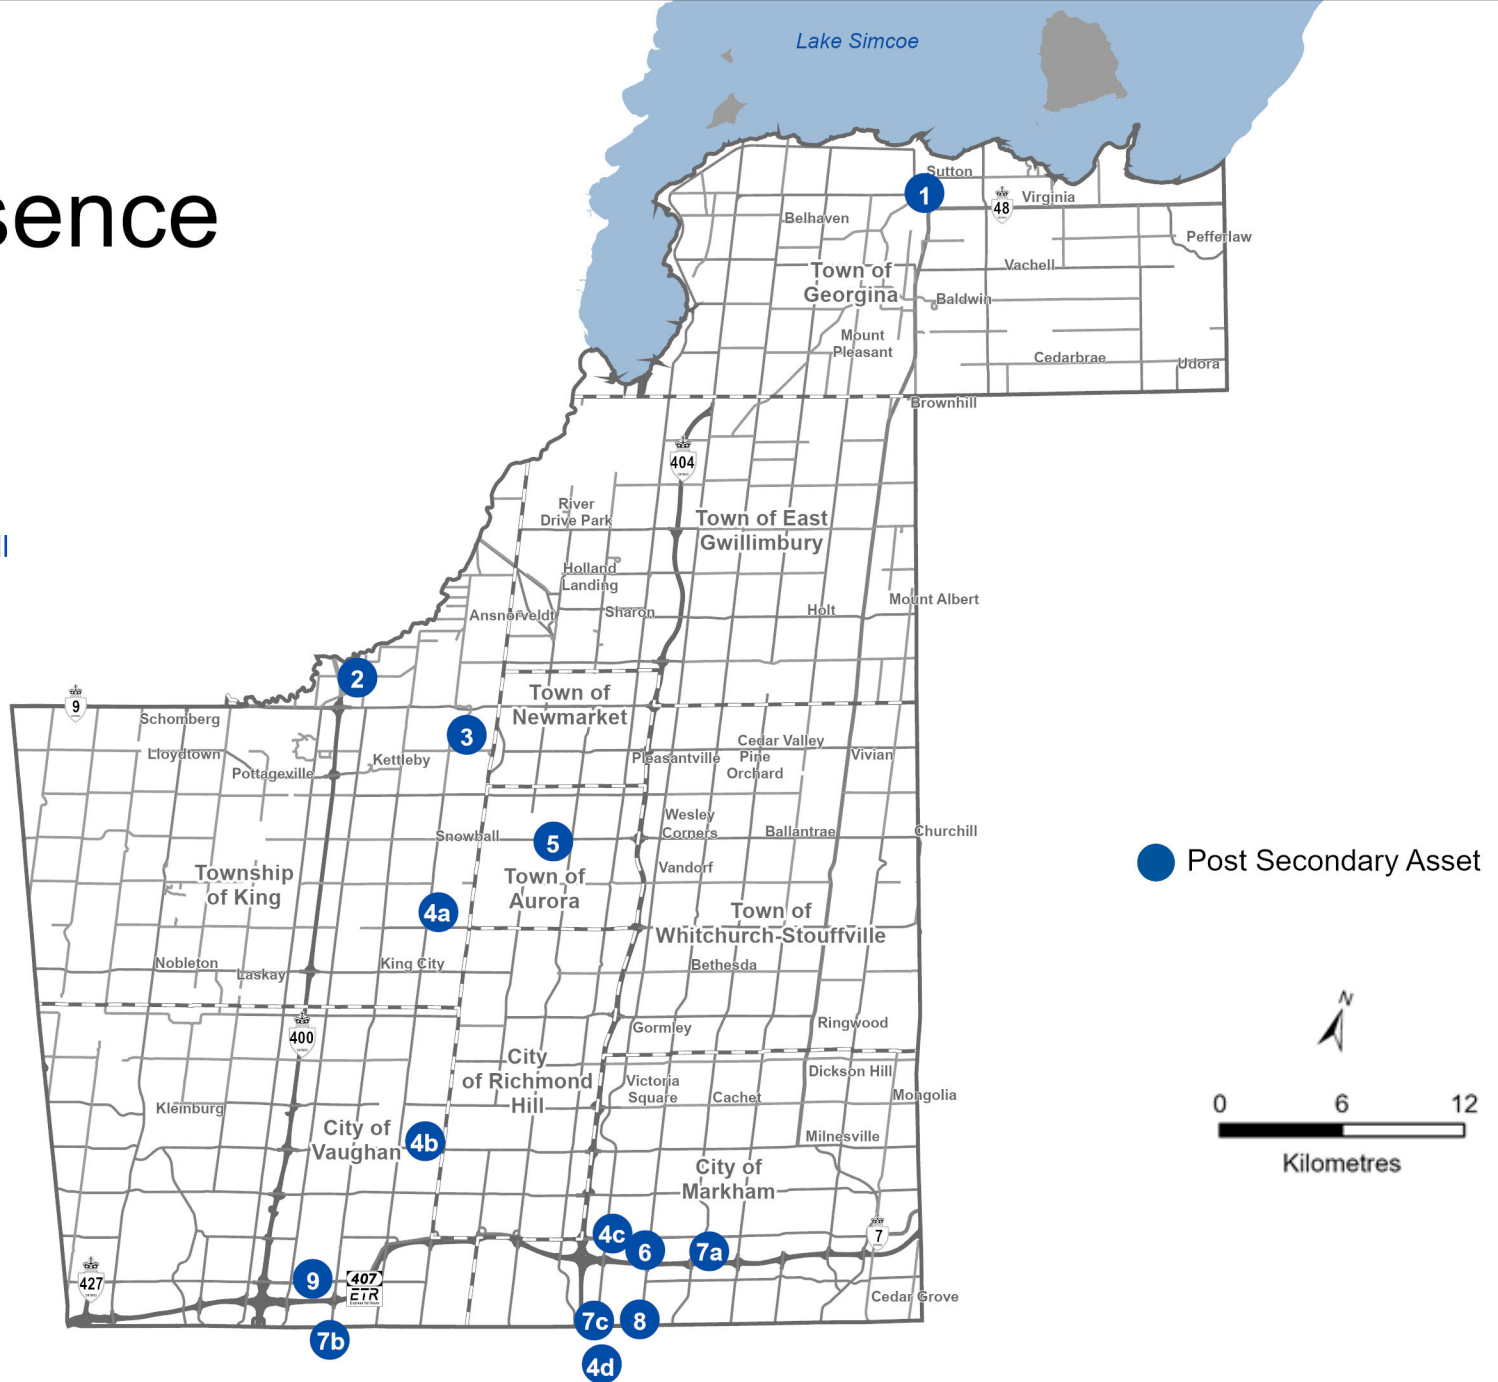 Lake Simcoe
Sutton
1
Virginia
48
sence
Belhaven
Pefferlaw
Town of
Georgina
Vachell
Baldwin
Mount
Pleasant
Cedarbrae
Udora
Brownhill
404
River
Drive Park
Town of East
Gwillimbury
ll
Holland
Landing
Mount Albert
Ansnorveldt
Sharon
Holt
2
9
Schomberg
Town of
Newmarket
3
Lloydtown
Kettleby
Pottageville
Pleasantville
Cedar Valley
Pine
Orchard
Vivian
Wesley
Corners
Snowball
5
Ballantrae
Churchill
Post Secondary Asset
Vandorf
Township
of King
Town of
Aurora
4a
Town of
Whitchurch-Stouffville
Nobleton
Laskay
King City
Bethesda
N
400
Gormley
Ringwood
City
of Richmond
Hill
Dickson Hill
Victoria
Square
Cachet
Mongolia
0 6 12
Kilometres
Kleinburg
City of
Vaughan
4b
Milnesville
City of
Markham
4c
6
7a
7
427
9
407
ETR
Cedar Grove
7c
8
7b
4d